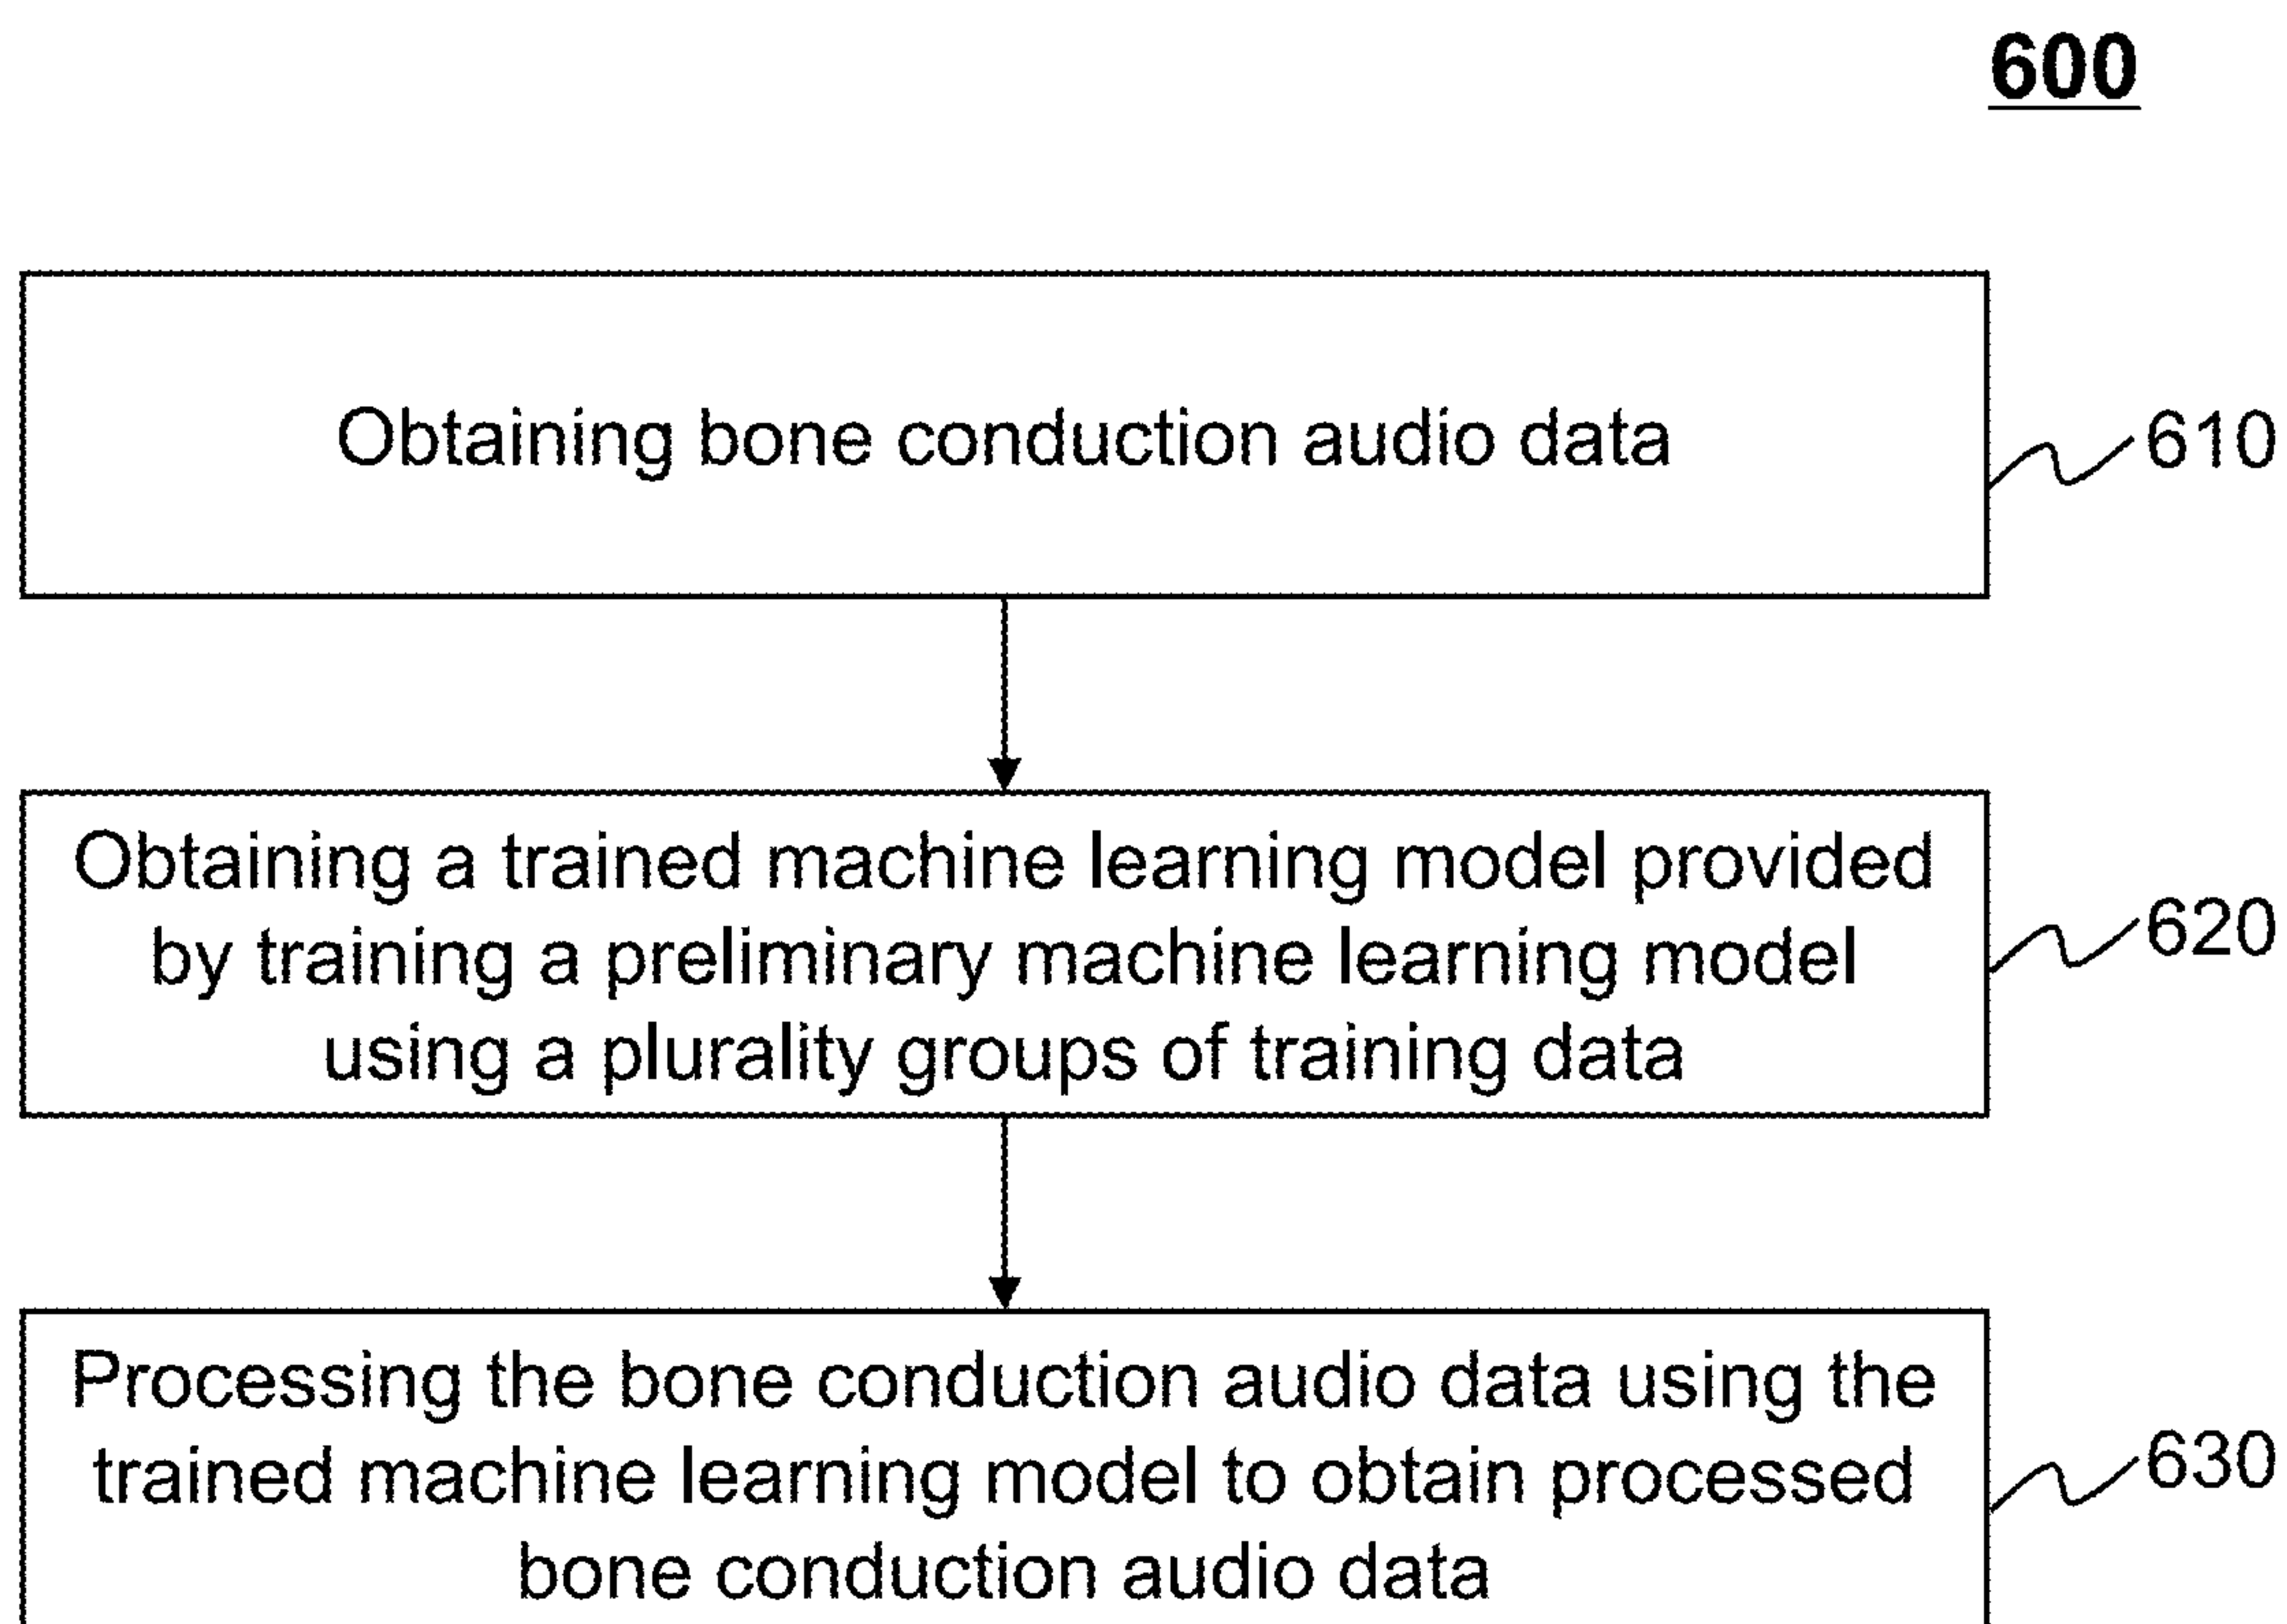 600
Obtaining bone conduction audio data
610
Obtaining a trained machine learning model provided
by training a preliminary machine learning model
using a plurality groups of training data
620
Processing the bone conduction audio data using the
trained machine learning model to obtain processed
bone conduction audio data
630